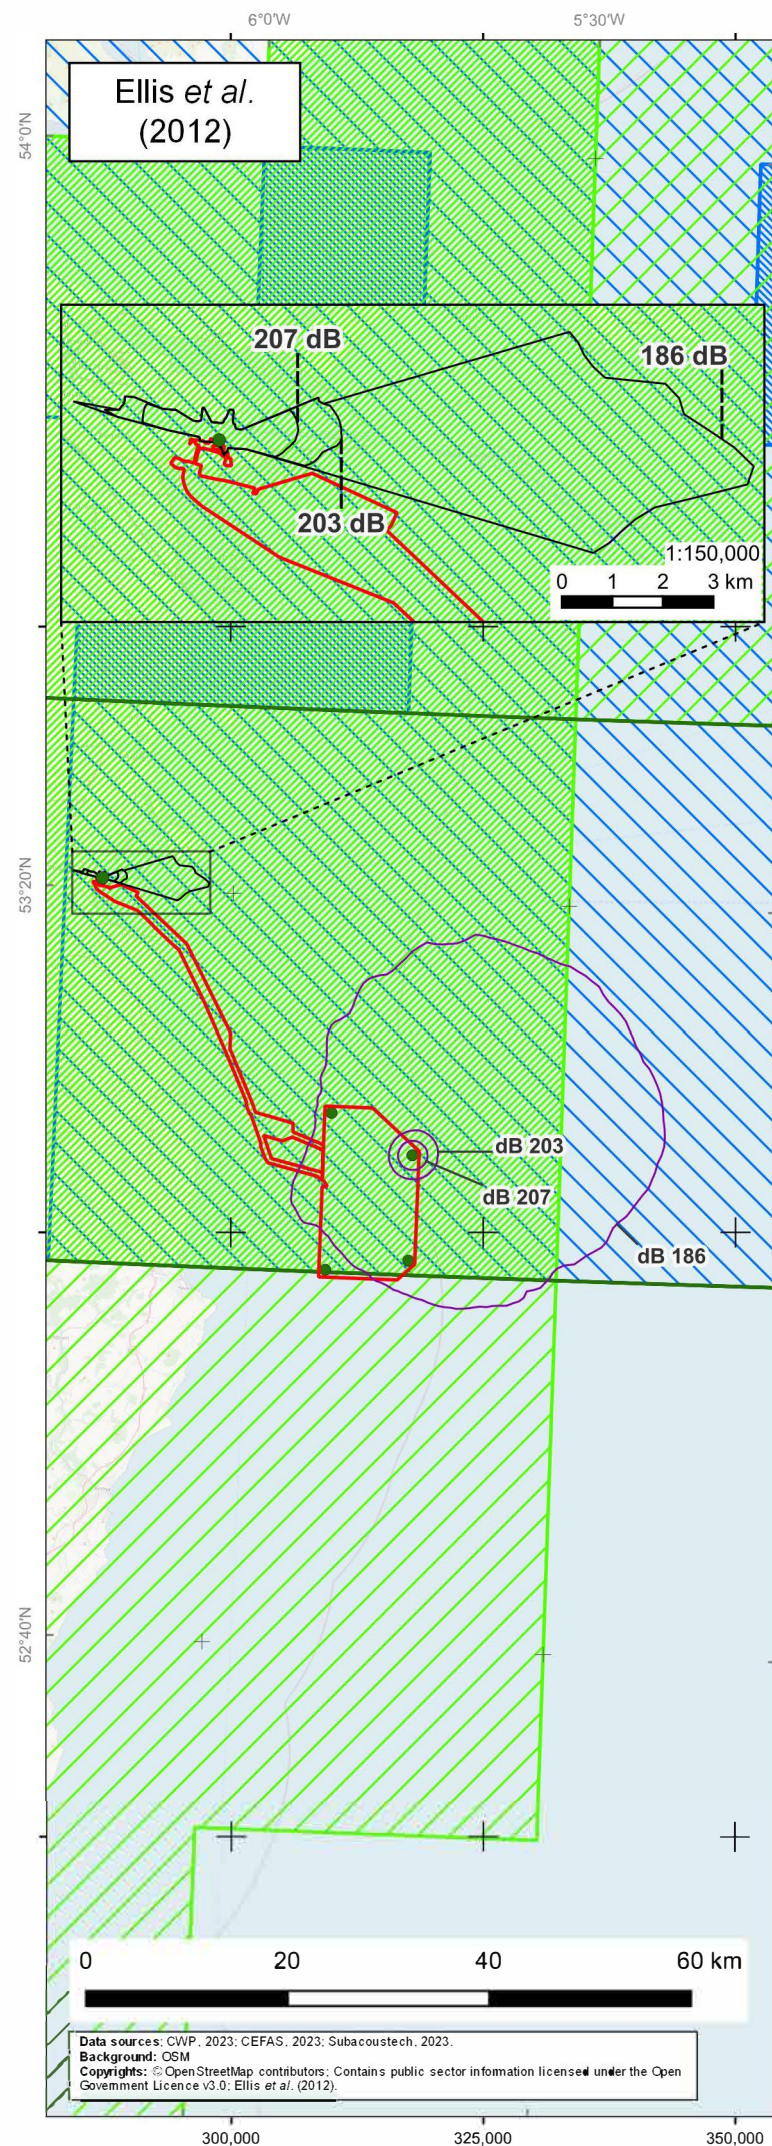 6°0'W
5°30'W
Ellis et al.
(2012)
54°0'N
207 dB
186 dB
203 dB
1:150,000
0 1 2 3 km
53°20'N
dB 203
dB 207
dB 186
52°40'N
0 20 40 60 km
Data sources: CWP, 2023; CEFAS, 2023; Subacoustech, 2023.
Background: OSM
Copyrights: © OpenStreetMap contributors; Contains public sector information licensed under the Open
Government Licence v3.0; Ellis et al. (2012).
300,000
325,000
350,000